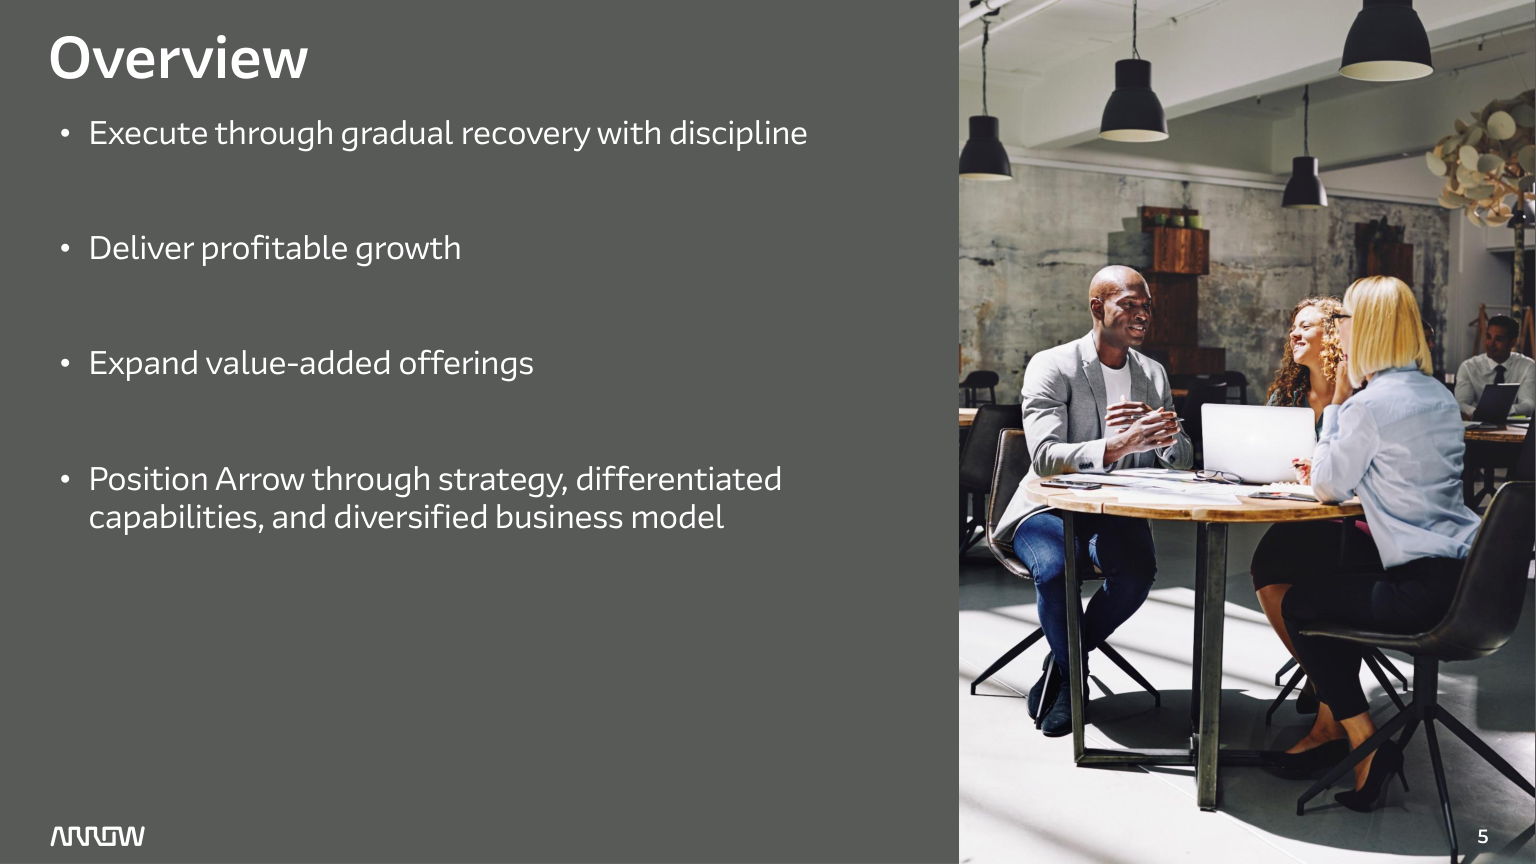 Overview
• Execute through gradual recovery with discipline
• Deliver profitable growth
• Expand value-added offerings
• Position Arrow through strategy, differentiated
capabilities, and diversified business model
ARROW
5